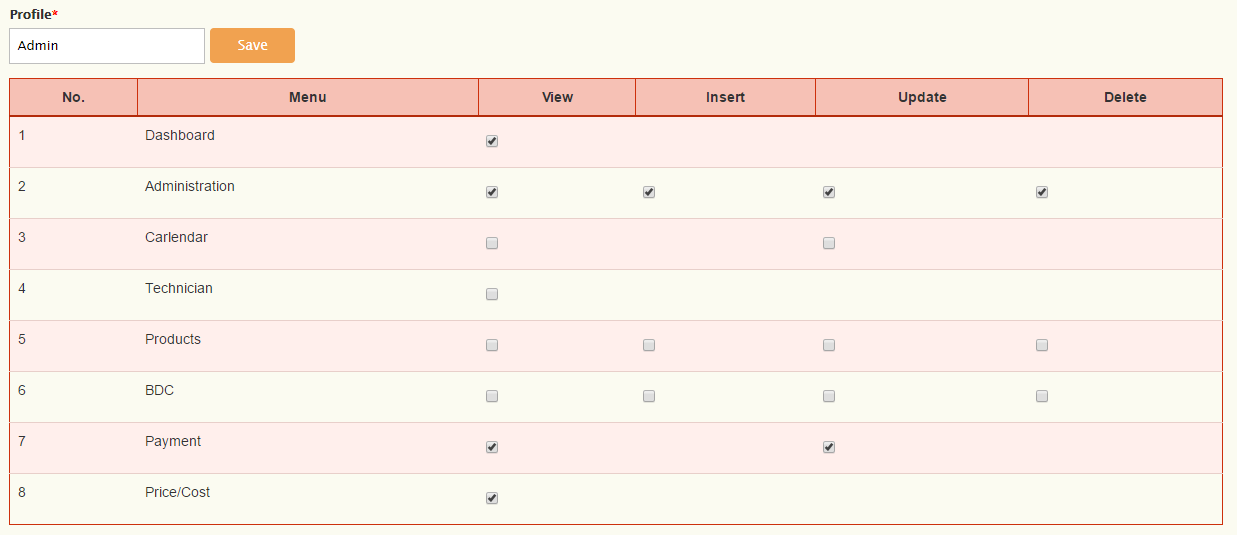 Profile*
Admin
Save
No. Menu View Insert Update Delete
1 Dashboard
2 Administration
3 Carlendar
4 Technician
5 Products
6 BDC
7 Payment
8 Price/Cost